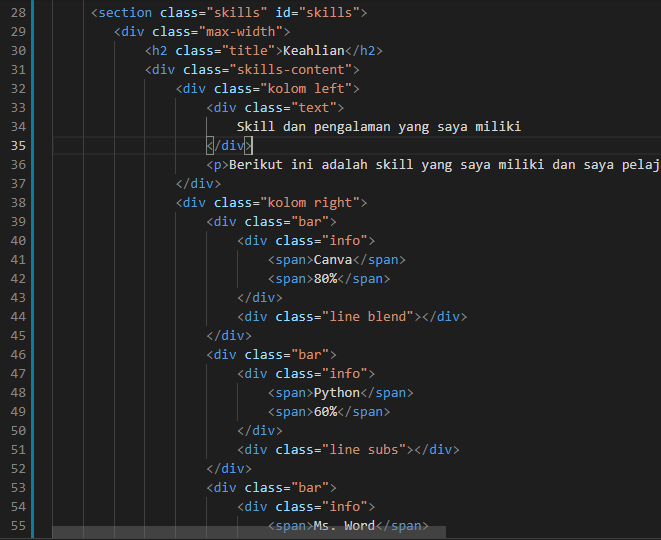 28 <section class="skills" id="skills">
29 <div class="max-width">
30 <h2 class="title">Keahlian</h2>
31 <div class="skills-content">
32 <div class="kolom left">
33 <div class="text">
34 Skill dan pengalaman yang saya miliki
35 </div>
36 <p>Berikut ini adalah skill yang saya miliki dan saya pelaj
37 </div>
38 <div class="kolom right">
39 <div class="bar">
40 <div class="info">
41 <span>Canva</span>
42 <span>80%</span>
43 </div>
44 <div class="line blend"></div>
45 </div>
46 <div class="bar">
47 <div class="info">
48 <span>Python</span>
49 <span>60%</span>
50 </div>
51 <div class="line subs"></div>
52 </div>
53 <div class="bar">
54 <div class="info">
55 <span>Ms. Word</span>